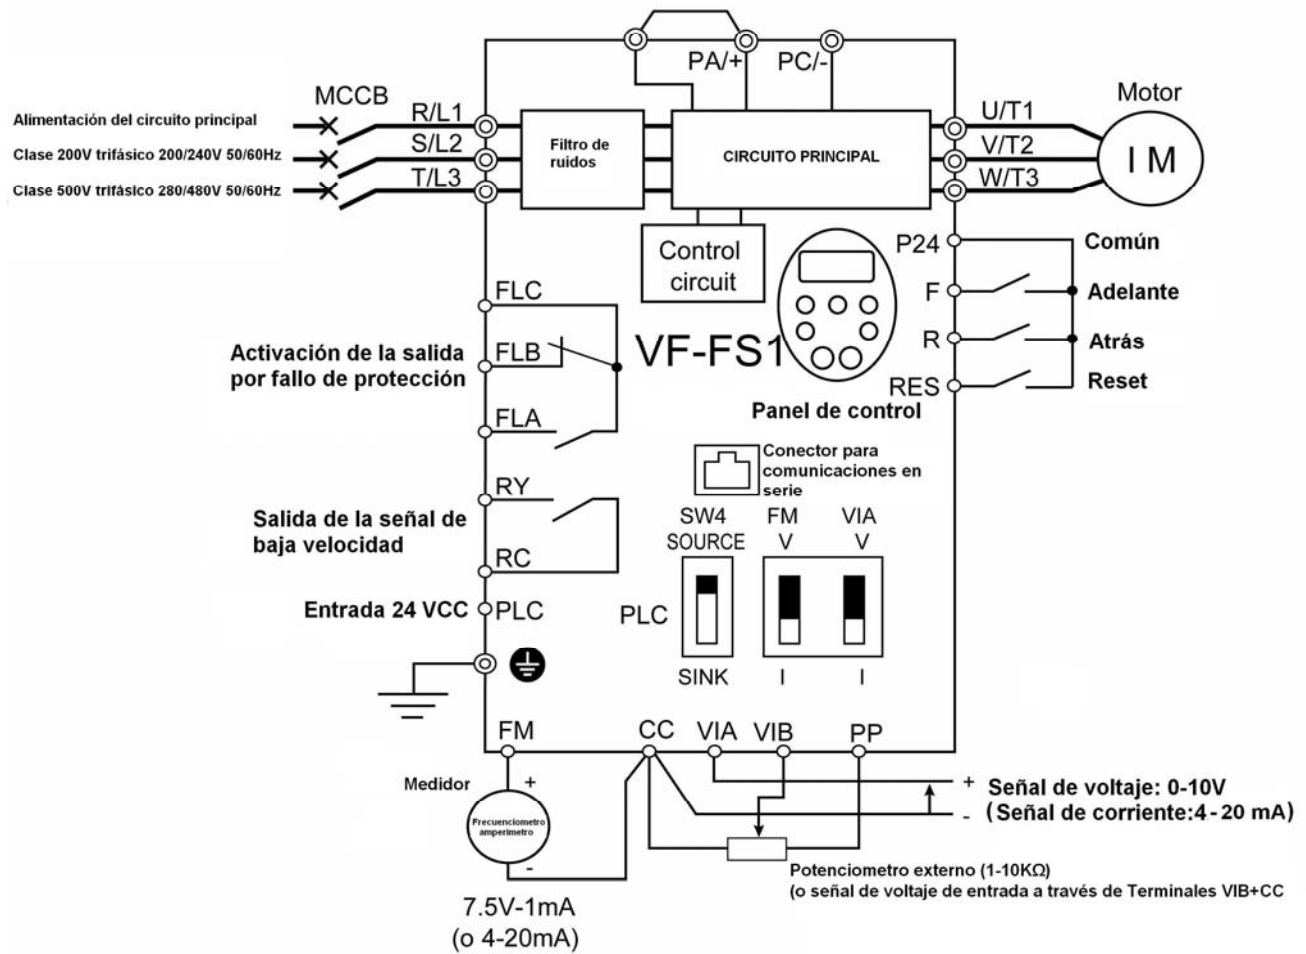 PA/+
PC/-
MCCB
Motor
R/L1
U/T1
Alimentación del circuito principal
S/L2
Filtro de
ruidos
CIRCUITO PRINCIPAL
V/T2
I M
Clase 200V trifásico 200/240V 50/60Hz
T/L3
W/T3
Clase 500V trifásico 280/480V 50/60Hz
Control
circuit
P24
Común
FLC
F
Adelante
Activación de la salida
por fallo de protección
FLB
VF-FS1
R
Atrás
RES
Reset
FLA
Panel de control
Conector para
comunicaciones en
serie
RY
Salida de la señal de
baja velocidad
SW4
SOURCE
FM
V
VIA
V
RC
Entrada 24 VCC
PLC
PLC
SINK
I
I
FM
CC
VIA
VIB
PP
Medidor
+
Frecuenciometro
amperimetro
-
+
-
Señal de voltaje: 0-10V
(Señal de corriente:4-20 mA)
Potenciometro externo (1-10KΩ)
(o señal de voltaje de entrada a través de Terminales VIB+CC
7.5V-1mA
(o 4-20mA)